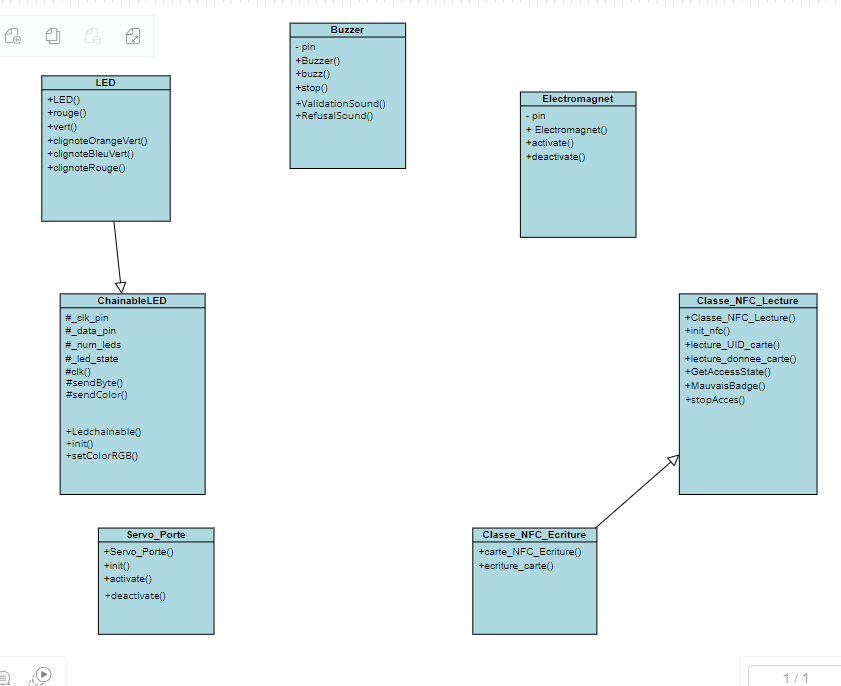 Buzzer
- pin
+Buzzer()
+buzz()
+stop()
+ValidationSound()
+RefusalSound()
LED
+LED()
+rouge()
+vert()
+clignoteOrangeVert()
+clignoteBleuVert()
+clignoteRouge()
Electromagnet
- pin
+ Electromagnet()
+activate()
+deactivate()
ChainableLED
#_clk_pin
#_data_pin
#_num_leds
#_led_state
#clk()
#sendByte()
#sendColor()
+Ledchainable()
+init()
+setColorRGB()
Classe_NFC_Lecture
+Classe_NFC_Lecture()
+init_nfc()
+lecture_UID_carte()
+lecture_donnee_carte()
+GetAccessState()
+MauvaisBadge()
+stopAcces()
Servo_Porte
+Servo_Porte()
+init()
+activate()
+deactivate()
Classe_NFC_Ecriture
+carte_NFC_Ecriture()
+ecriture_carte()
1 / 1